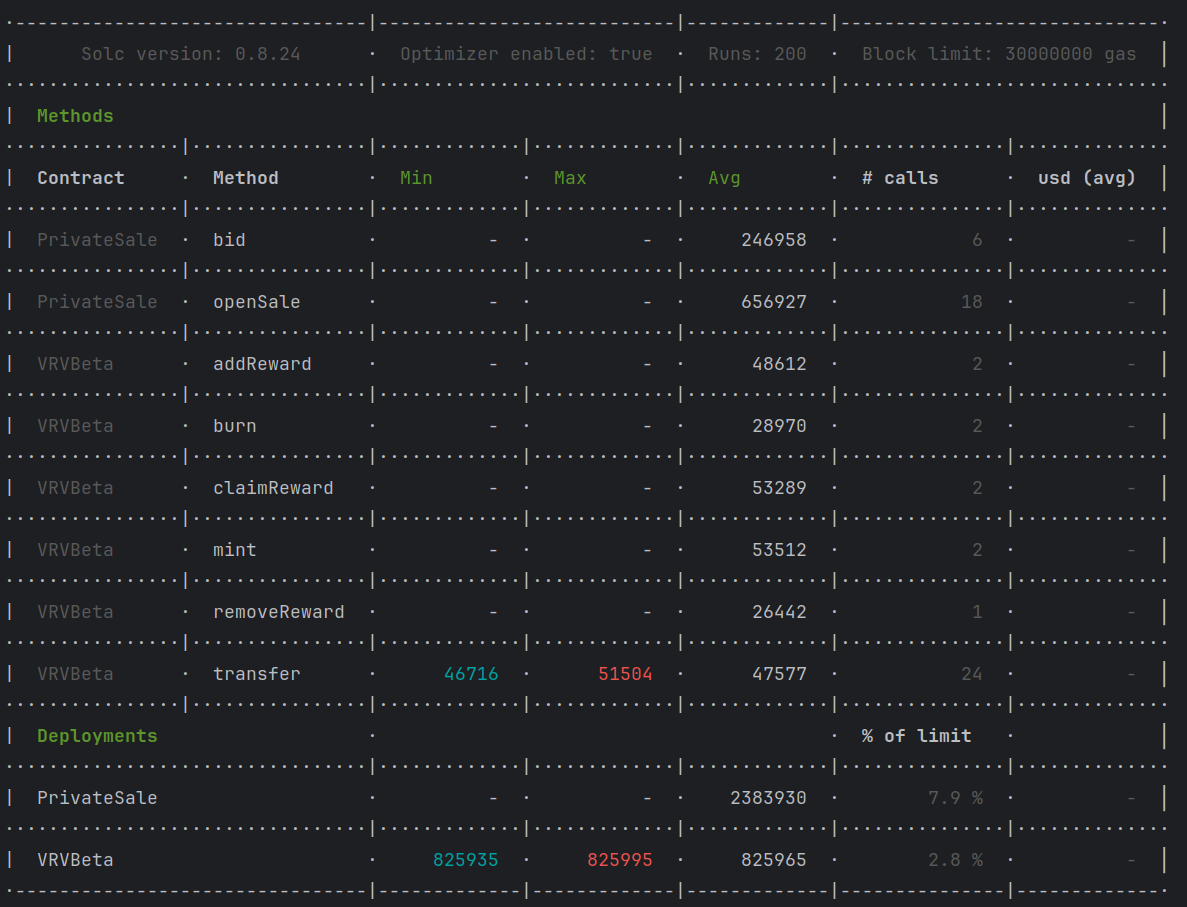 Solc version: 0.8.24 · Optimizer enabled: true · Runs: 200 · Block limit: 30000000 gas
Methods
Contract · Method · Min · Max · Avg · # calls · usd (avg)
PrivateSale · bid · - · - · 246958 · 6 · -
PrivateSale · openSale · - · - · 656927 · 18 · -
VRVBeta · addReward · - · - · 48612 · 2 · -
VRVBeta · burn · - · - · 28970 · 2 · -
VRVBeta · claimReward · - · - · 53289 · 2 · -
VRVBeta · mint · - · - · 53512 · 2 · -
VRVBeta · removeReward · - · - · 26442 · 1 · -
VRVBeta · transfer · 46716 · 51504 · 47577 · 24 · -
Deployments · · % of limit ·
PrivateSale · - · - · 2383930 · 7.9 % · -
VRVBeta · 825935 · 825995 · 825965 · 2.8 % · -